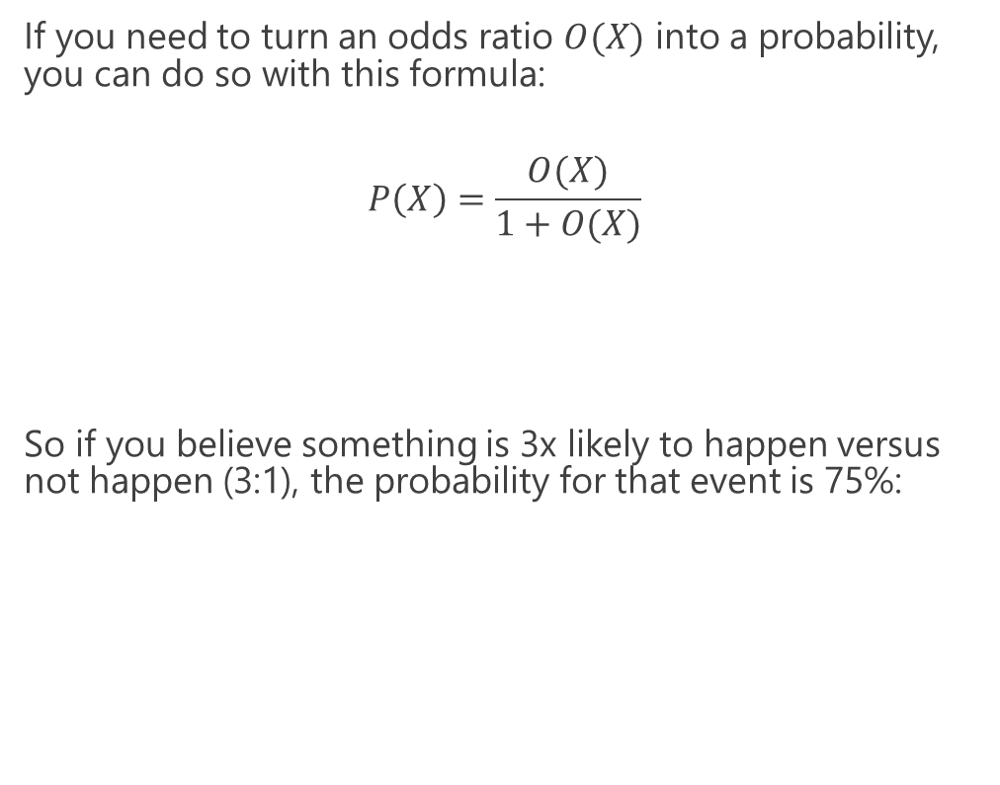 If you need to turn an odds ratio O(X) into a probability,
you can do so with this formula:
P(X) = O(X) / 1 + O(X)
So if you believe something is 3x likely to happen versus
not happen (3:1), the probability for that event is 75%: